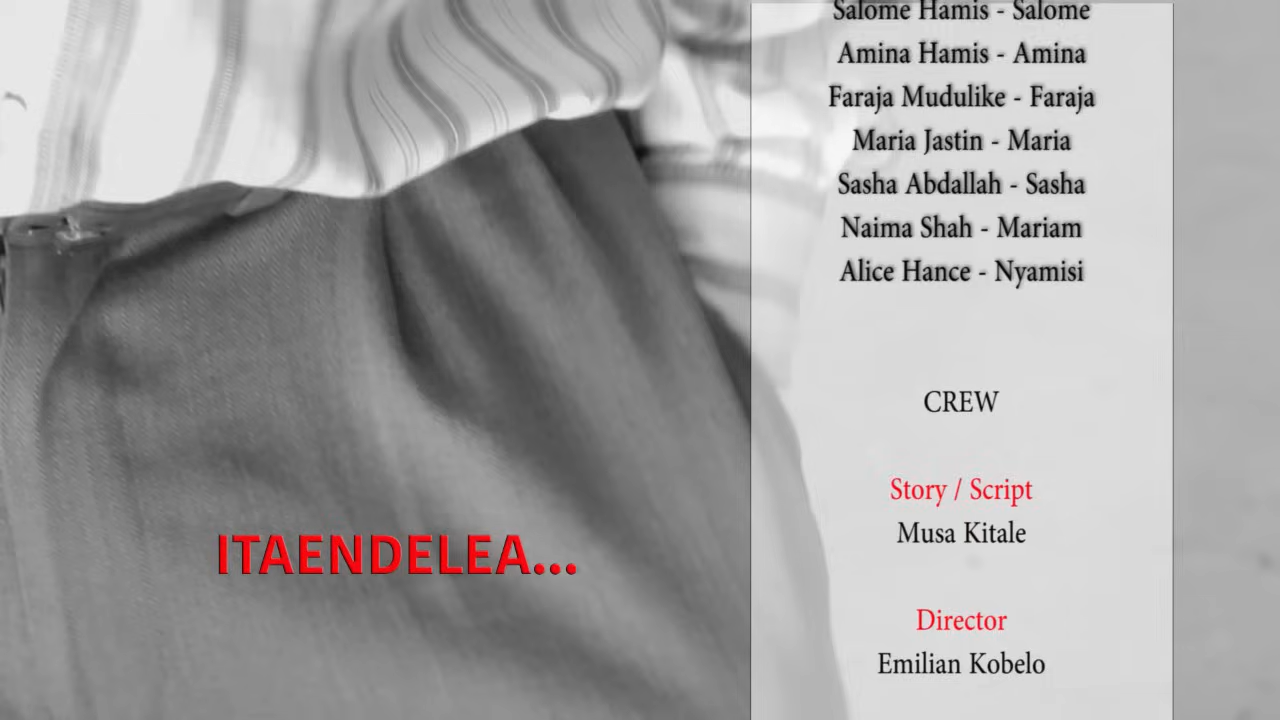 Salome Hamis - Salome
Amina Hamis - Amina
Faraja Mudulike - Faraja
Maria Jastin - Maria
Sasha Abdallah - Sasha
Naima Shah - Mariam
Alice Hance - Nyamisi
CREW
Story / Script
Musa Kitale
Director
Emilian Kobelo
ITAENDELEA...